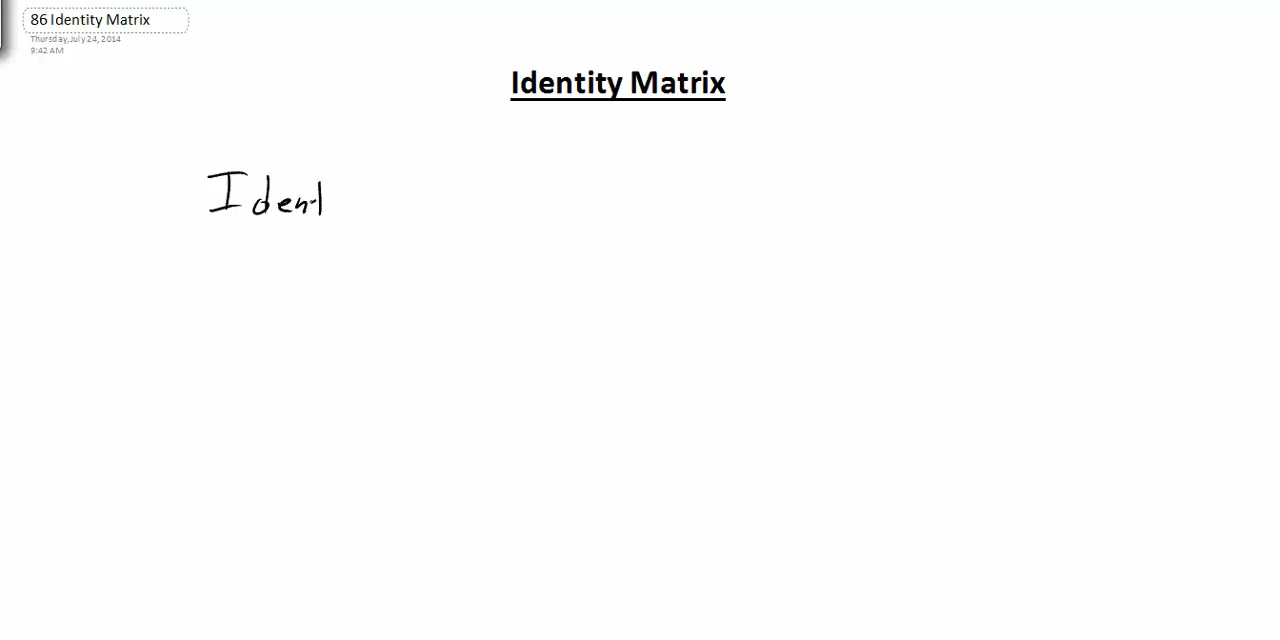 86 Identity Matrix
Thursday, July 24, 2014
9:42 AM
Identity Matrix
Ident